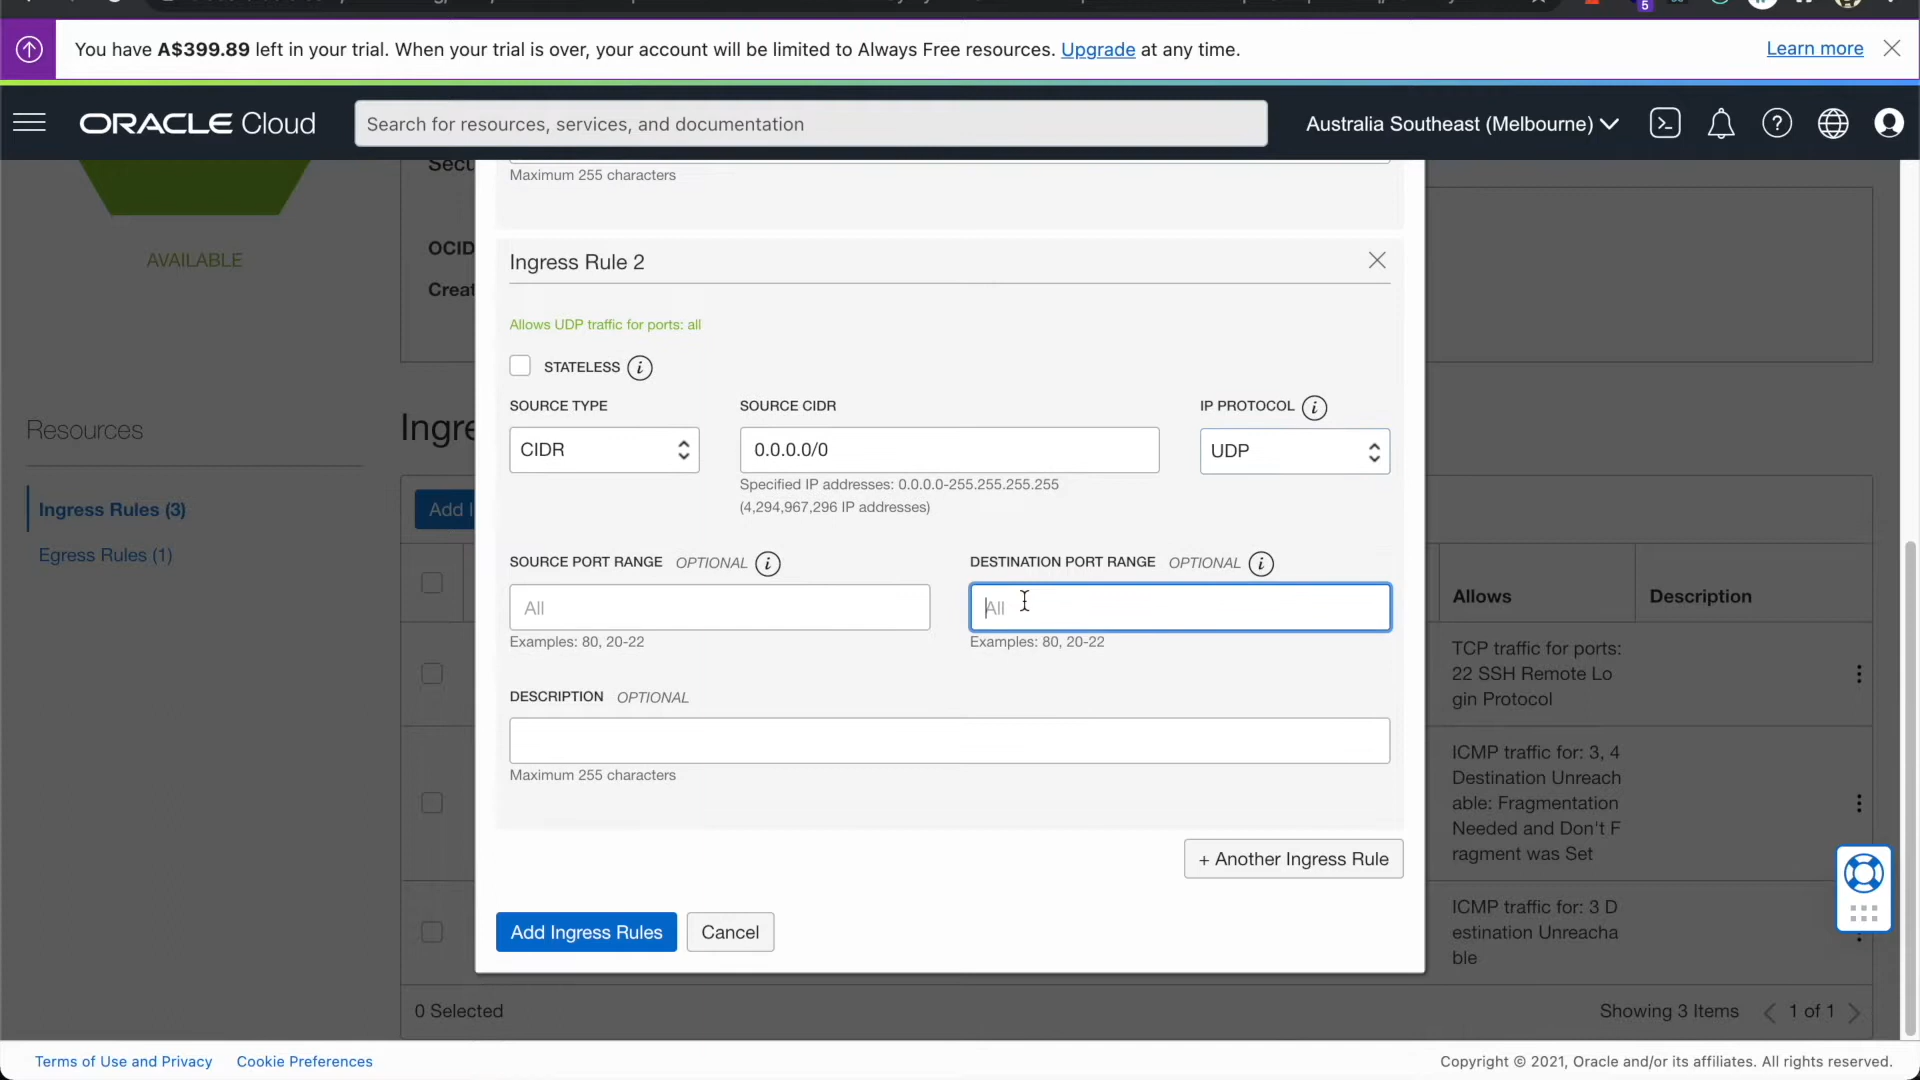 5
You have A$399.89 left in your trial. When your trial is over, your account will be limited to Always Free resources. Upgrade at any time.
Learn more
ORACLE Cloud
Search for resources, services, and documentation
Australia Southeast (Melbourne)
Secu
Maximum 255 characters
OCID
Creat
AVAILABLE
Ingress Rule 2
Allows UDP traffic for ports: all
STATELESS
SOURCE TYPE
SOURCE CIDR
IP PROTOCOL
CIDR
0.0.0.0/0
UDP
Specified IP addresses: 0.0.0.0-255.255.255.255
(4,294,967,296 IP addresses)
Resources
Ingre
Ingress Rules (3)
Add I
Egress Rules (1)
SOURCE PORT RANGE OPTIONAL
DESTINATION PORT RANGE OPTIONAL
All
All
Examples: 80, 20-22
Examples: 80, 20-22
DESCRIPTION OPTIONAL
Maximum 255 characters
Allows
Description
TCP traffic for ports:
22 SSH Remote Lo
gin Protocol
ICMP traffic for: 3, 4
Destination Unreach
able: Fragmentation
Needed and Don't F
ragment was Set
ICMP traffic for: 3 D
estination Unreacha
ble
+ Another Ingress Rule
Add Ingress Rules
Cancel
0 Selected
Showing 3 Items
1 of 1
Terms of Use and Privacy
Cookie Preferences
Copyright © 2021, Oracle and/or its affiliates. All rights reserved.